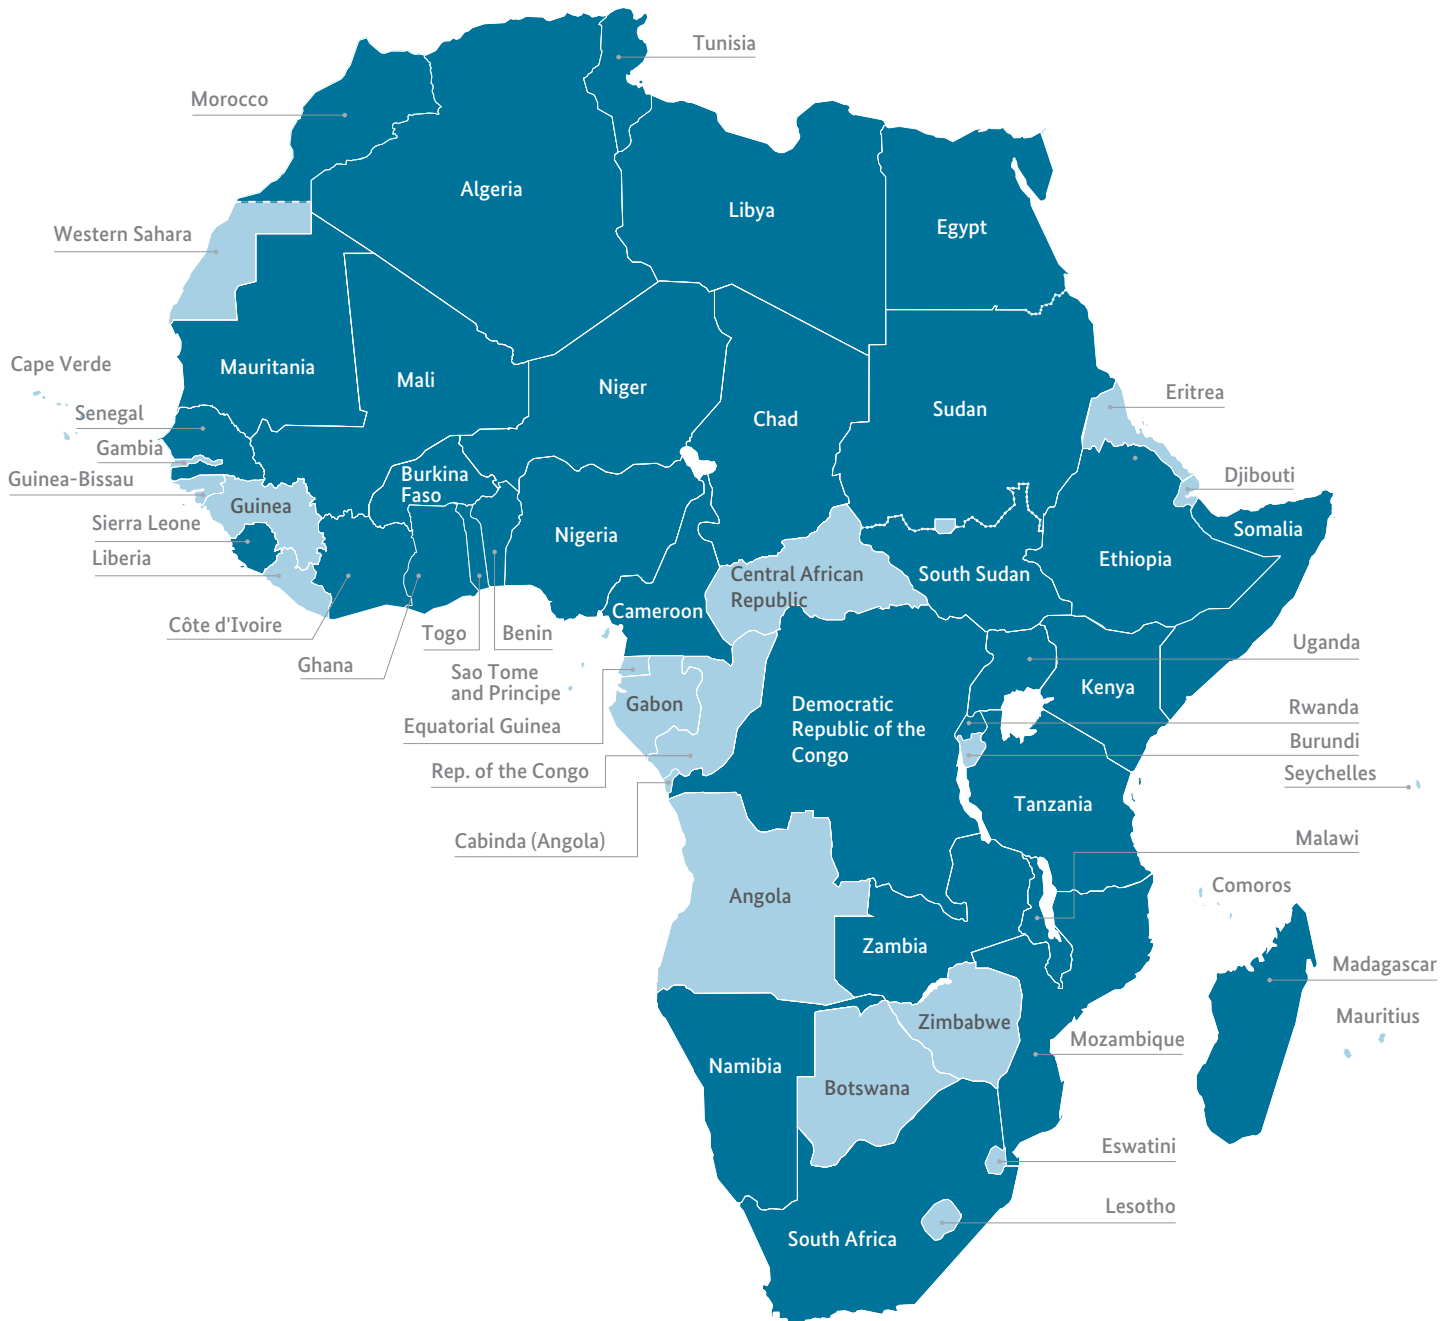 Tunisia
Morocco
Algeria
Libya
Egypt
Western Sahara
Cape Verde
Mauritania
Mali
Niger
Chad
Sudan
Eritrea
Senegal
Gambia
Guinea-Bissau
Guinea
Burkina
Faso
Djibouti
Sierra Leone
Liberia
Nigeria
Somalia
Ethiopia
Central African
Republic
South Sudan
Cameroon
Côte d'Ivoire
Ghana
Togo
Benin
Uganda
Sao Tome
and Principe
Kenya
Gabon
Democratic
Republic of the
Congo
Rwanda
Equatorial Guinea
Burundi
Rep. of the Congo
Seychelles
Tanzania
Cabinda (Angola)
Malawi
Comoros
Angola
Zambia
Madagascar
Mauritius
Zimbabwe
Mozambique
Namibia
Botswana
Eswatini
Lesotho
South Africa